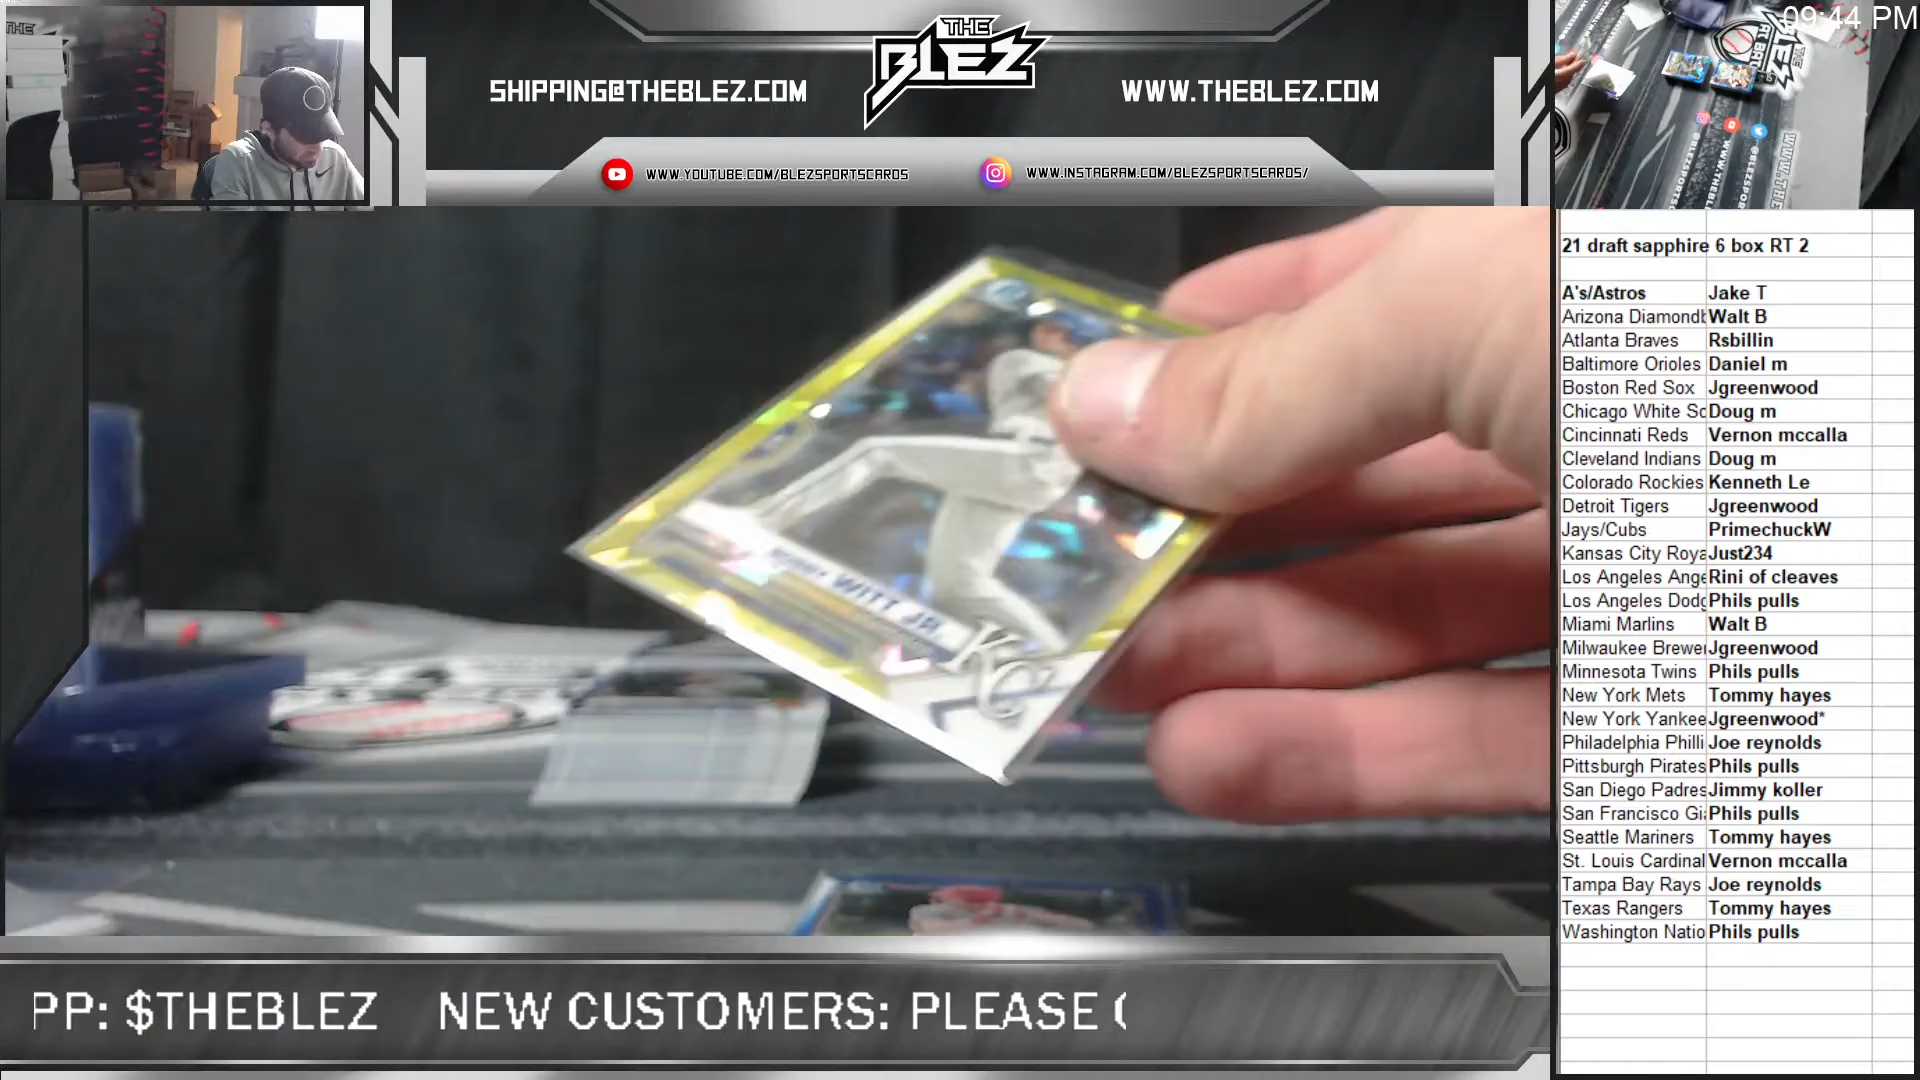 THE
BLEZ
SHIPPING@THEBLEZ.COM
WWW.THEBLEZ.COM
WWW.YOUTUBE.COM/BLEZSPORTSCARDS
WWW.INSTAGRAM.COM/BLEZSPORTSCARDS/
09:44 PM
WITT JR.
KC
21 draft sapphire 6 box RT 2
A's/Astros Jake T
Arizona Diamondb Walt B
Atlanta Braves Rsbillin
Baltimore Orioles Daniel m
Boston Red Sox Jgreenwood
Chicago White So Doug m
Cincinnati Reds Vernon mccalla
Cleveland Indians Doug m
Colorado Rockies Kenneth Le
Detroit Tigers Jgreenwood
Jays/Cubs PrimechuckW
Kansas City Roya Just234
Los Angeles Ange Rini of cleaves
Los Angeles Dodg Phils pulls
Miami Marlins Walt B
Milwaukee Brewer Jgreenwood
Minnesota Twins Phils pulls
New York Mets Tommy hayes
New York Yankee Jgreenwood*
Philadelphia Philli Joe reynolds
Pittsburgh Pirates Phils pulls
San Diego Padres Jimmy koller
San Francisco Gia Phils pulls
Seattle Mariners Tommy hayes
St. Louis Cardinal Vernon mccalla
Tampa Bay Rays Joe reynolds
Texas Rangers Tommy hayes
Washington Natio Phils pulls
PP: $THEBLEZ NEW CUSTOMERS: PLEASE